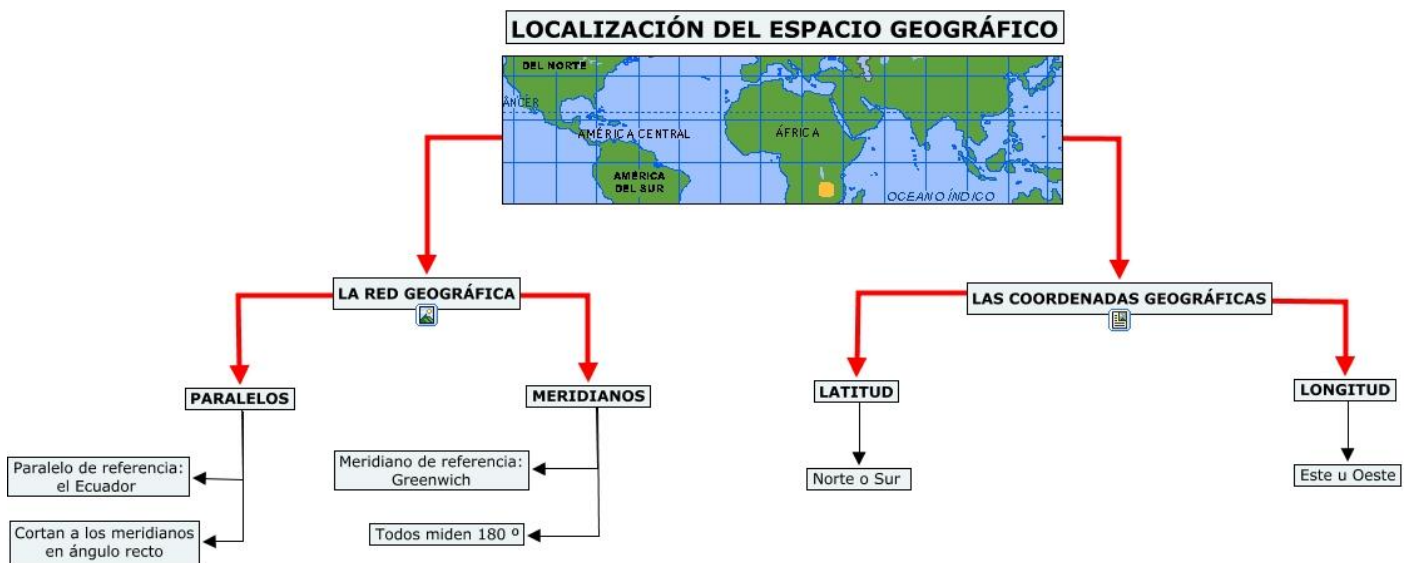 LOCALIZACIÓN DEL ESPACIO GEOGRÁFICO
DEL NORTE
ÁNCER
AMÉRICA CENTRAL
ÁFRICA
AMÉRICA
DEL SUR
OCEANO ÍNDICO
LA RED GEOGRÁFICA
LAS COORDENADAS GEOGRÁFICAS
PARALELOS
MERIDIANOS
LATITUD
LONGITUD
Paralelo de referencia:
el Ecuador
Meridiano de referencia:
Greenwich
Norte o Sur
Este u Oeste
Cortan a los meridianos
en ángulo recto
Todos miden 180 º